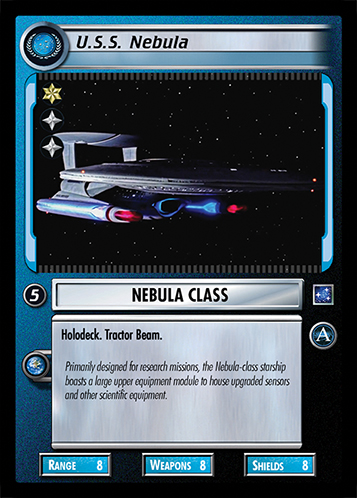 U.S.S. Nebula
5
NEBULA CLASS
Holodeck. Tractor Beam.
A
Primarily designed for research missions, the Nebula-class starship
boasts a large upper equipment module to house upgraded sensors
and other scientific equipment.
RANGE 8 WEAPONS 8 SHIELDS 8